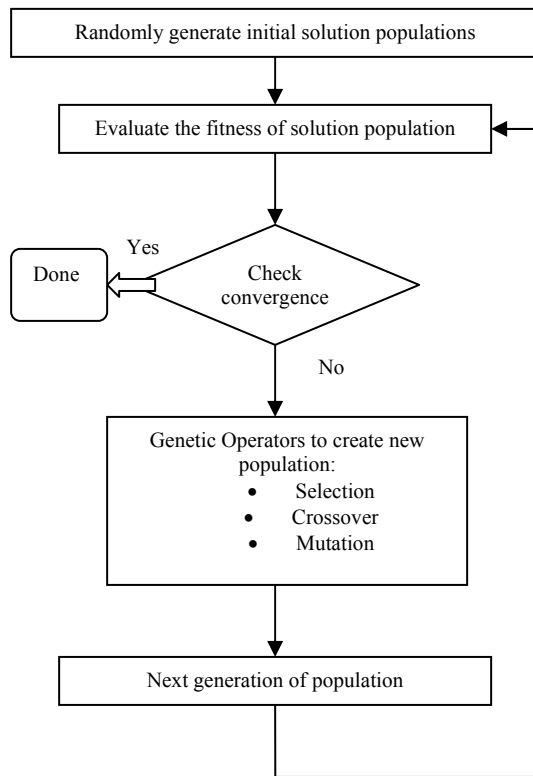 Randomly generate initial solution populations
Evaluate the fitness of solution population
Yes
Done
Check
convergence
No
Genetic Operators to create new
population:
• Selection
• Crossover
• Mutation
Next generation of population